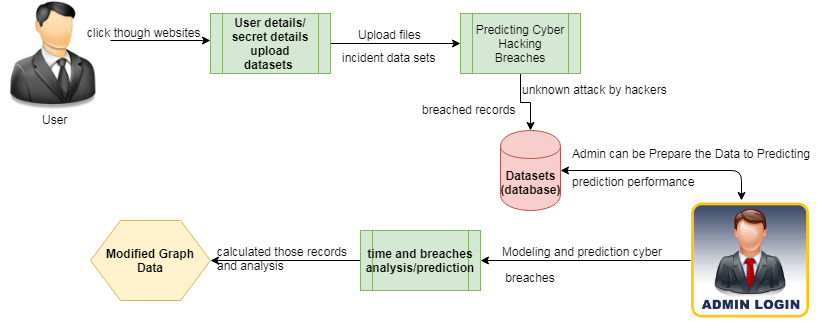 click though websites
User
User details/
secret details
upload
datasets
Upload files
incident data sets
Predicting Cyber
Hacking
Breaches
unknown attack by hackers
breached records
Datasets
(database)
Admin can be Prepare the Data to Predicting
prediction performance
ADMIN LOGIN
Modeling and prediction cyber
breaches
time and breaches
analysis/prediction
calculated those records
and analysis
Modified Graph
Data